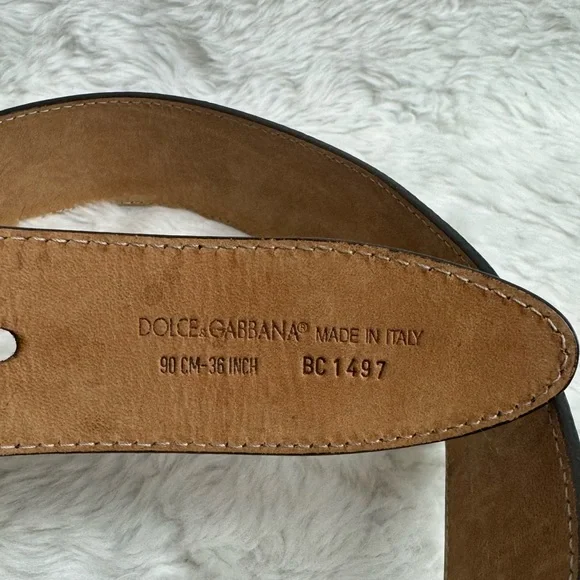 DOLCE&GABBANA® MADE IN ITALY
90 CM-36 INCH BC1497